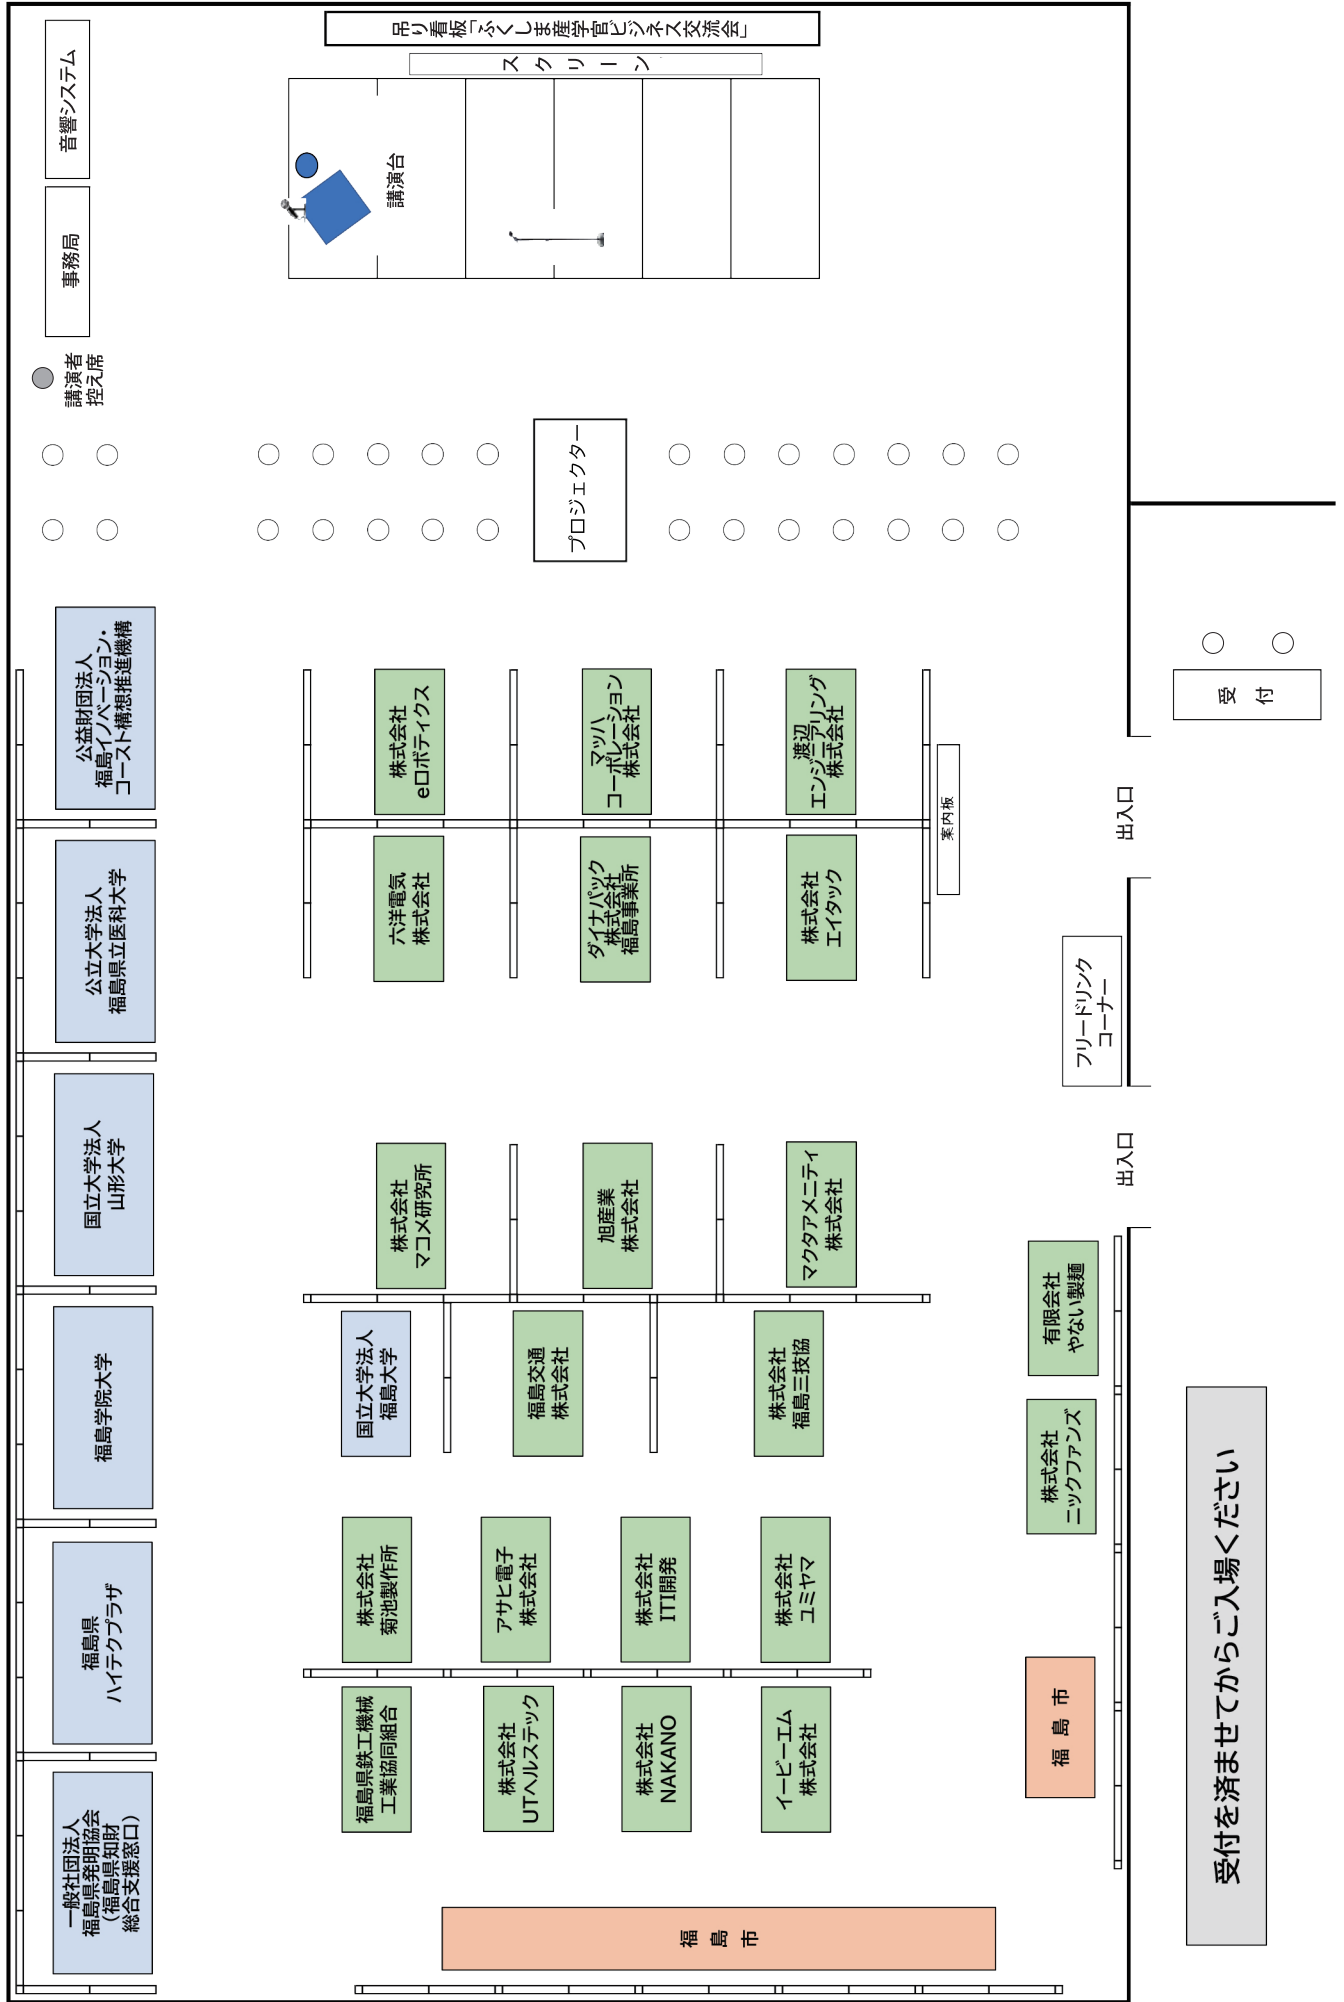 吊り看板「ふくしま産学官ビジネス交流会」
スクリーン
音響システム
事務局
講演者
控え席
講演台
プロジェクター
公益財団法人
福島イノベーション・
コースト構想推進機構
公立大学法人
福島県立医科大学
国立大学法人
山形大学
福島学院大学
福島県
ハイテクプラザ
一般社団法人
福島県発明協会
（福島県知財
総合支援窓口）
株式会社
eロボティクス
マッハ
コーポレーション
株式会社
渡辺
エンジニアリング
株式会社
六洋電気
株式会社
ダイナパック
株式会社
福島事業所
株式会社
エイタック
案内板
株式会社
マコメ研究所
旭産業
株式会社
マクタアメニティ
株式会社
国立大学法人
福島大学
福島交通
株式会社
株式会社
福島三技協
株式会社
菊池製作所
アサヒ電子
株式会社
株式会社
ITI開発
株式会社
ユミヤマ
福島県鉄工機械
工業協同組合
株式会社
UTヘルステック
株式会社
NAKANO
イービーエム
株式会社
福島市
有限会社
やない製麺
株式会社
ニックファンズ
福島市
フリードリンク
コーナー
出入口
出入口
受付
受付を済ませてからご入場ください